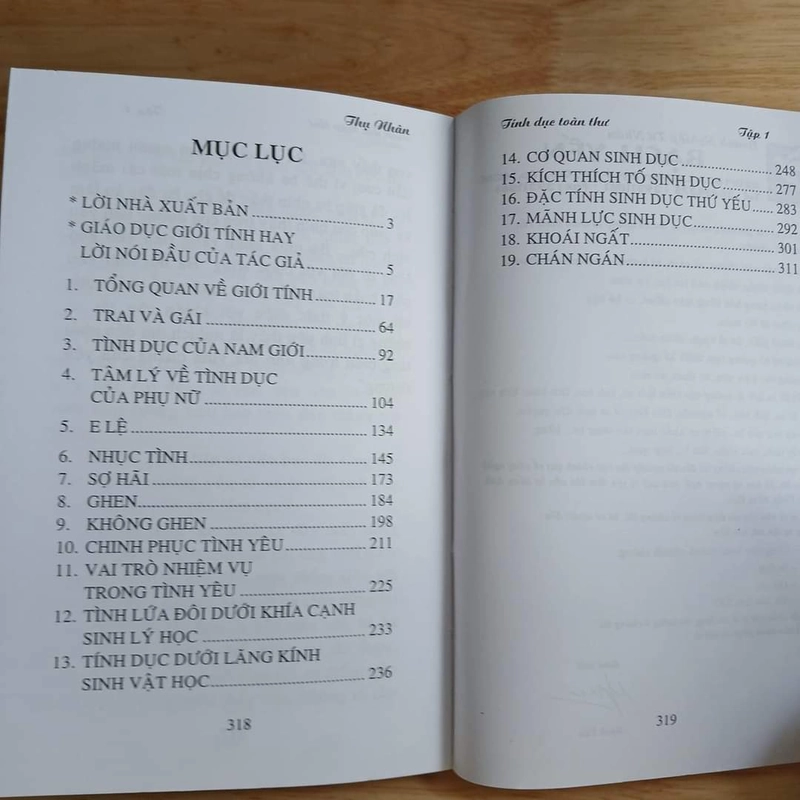 Thụ Nhân
MỤC LỤC
* LỜI NHÀ XUẤT BẢN 3
* GIÁO DỤC GIỚI TÍNH HAY
LỜI NÓI ĐẦU CỦA TÁC GIẢ 5
1. TỔNG QUAN VỀ GIỚI TÍNH 17
2. TRAI VÀ GÁI 64
3. TÌNH DỤC CỦA NAM GIỚI 92
4. TÂM LÝ VỀ TÌNH DỤC
CỦA PHỤ NỮ 104
5. E LỆ 134
6. NHỤC TÌNH 145
7. SỢ HÃI 173
8. GHEN 184
9. KHÔNG GHEN 198
10. CHINH PHỤC TÌNH YÊU 211
11. VAI TRÒ NHIỆM VỤ
TRONG TÌNH YÊU 225
12. TÌNH LỨA ĐÔI DƯỚI KHÍA CẠNH
SINH LÝ HỌC 233
13. TÍNH DỤC DƯỚI LĂNG KÍNH
SINH VẬT HỌC 236
318
Tính dục toàn thư Tập 1
14. CƠ QUAN SINH DỤC 248
15. KÍCH THÍCH TỐ SINH DỤC 277
16. ĐẶC TÍNH SINH DỤC THỨ YẾU 283
17. MÃNH LỰC SINH DỤC 292
18. KHOÁI NGẤT 301
19. CHÁN NGÁN 311
319